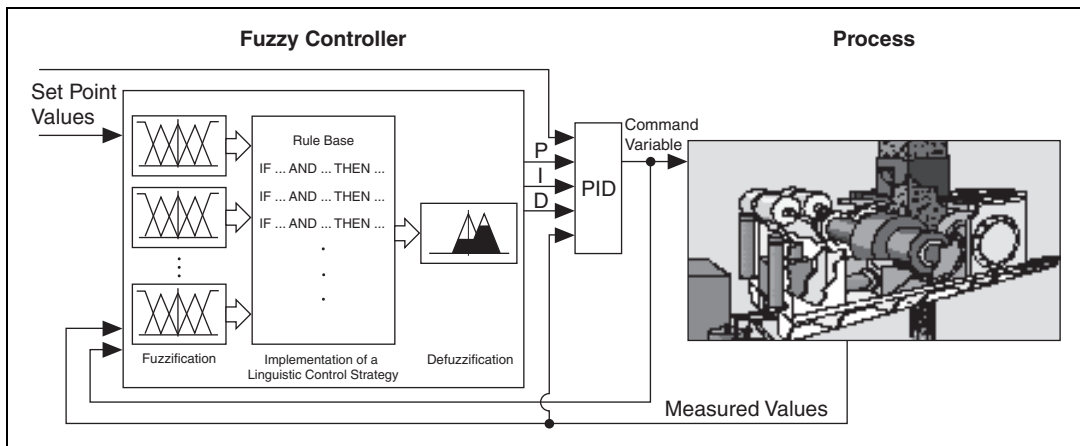 Fuzzy Controller
Process
Set Point
Values
Rule Base
IF ... AND ... THEN ...
IF ... AND ... THEN ...
IF ... AND ... THEN ...
P
I
D
PID
Command
Variable
Fuzzification
Implementation of a
Linguistic Control Strategy
Defuzzification
Measured Values